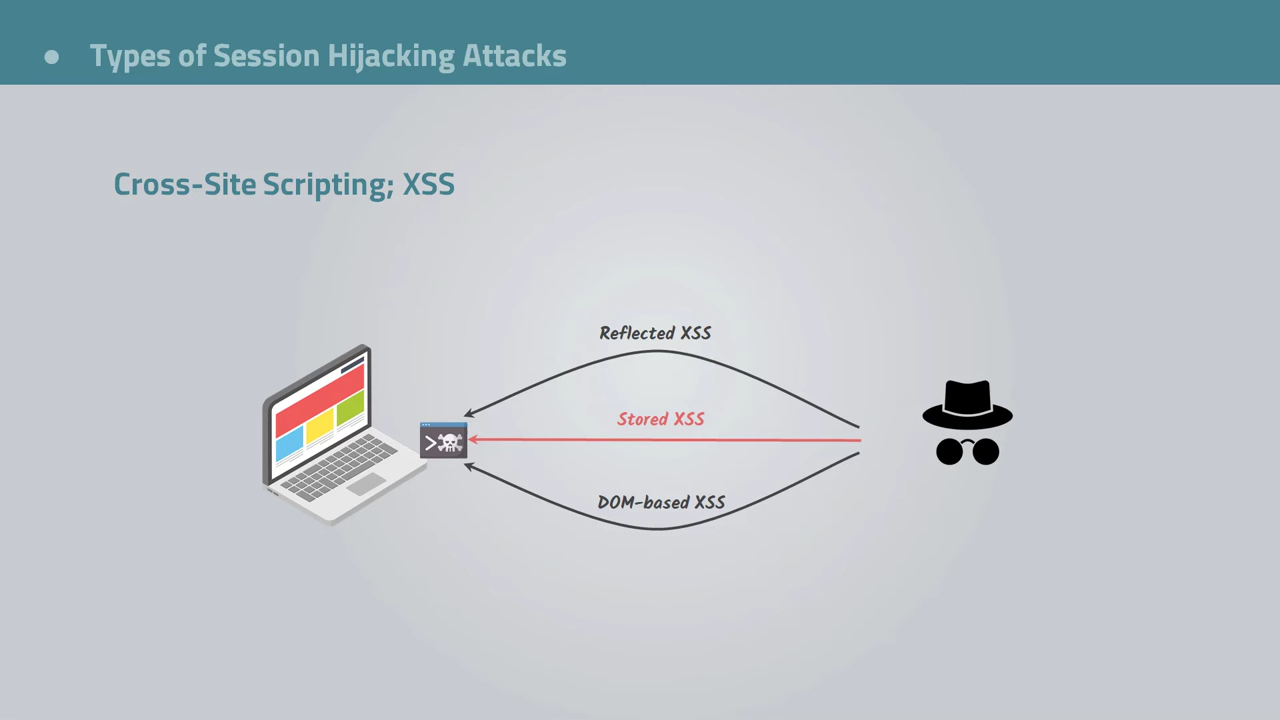 Types of Session Hijacking Attacks
Cross-Site Scripting; XSS
Reflected XSS
Stored XSS
DOM-based XSS